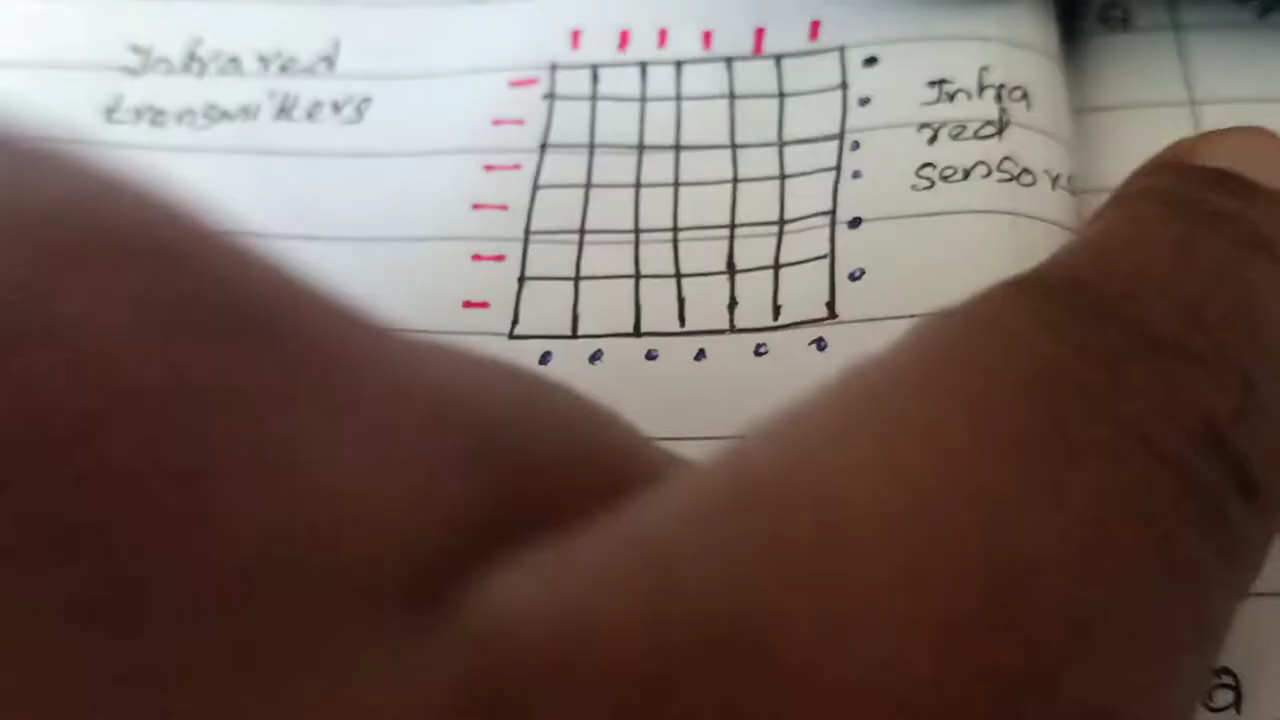 Infrared
transmitters
Infra
red
sensors
a